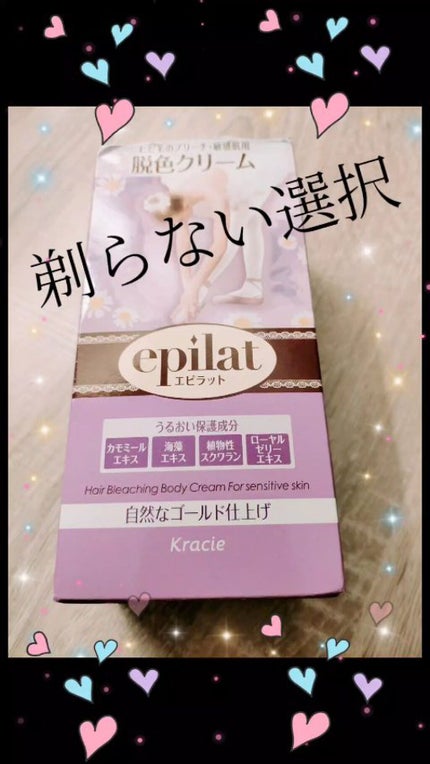 ムダ毛のブリーチ・敏感肌用
脱色クリーム
剃らない選択
epilat
エピラット
うるおい保護成分
カモミール
エキス
海藻
エキス
植物性
スクワラン
ローヤル
ゼリー
エキス
Hair Bleaching Body Cream For sensitive skin
自然なゴールド仕上げ
Kracie